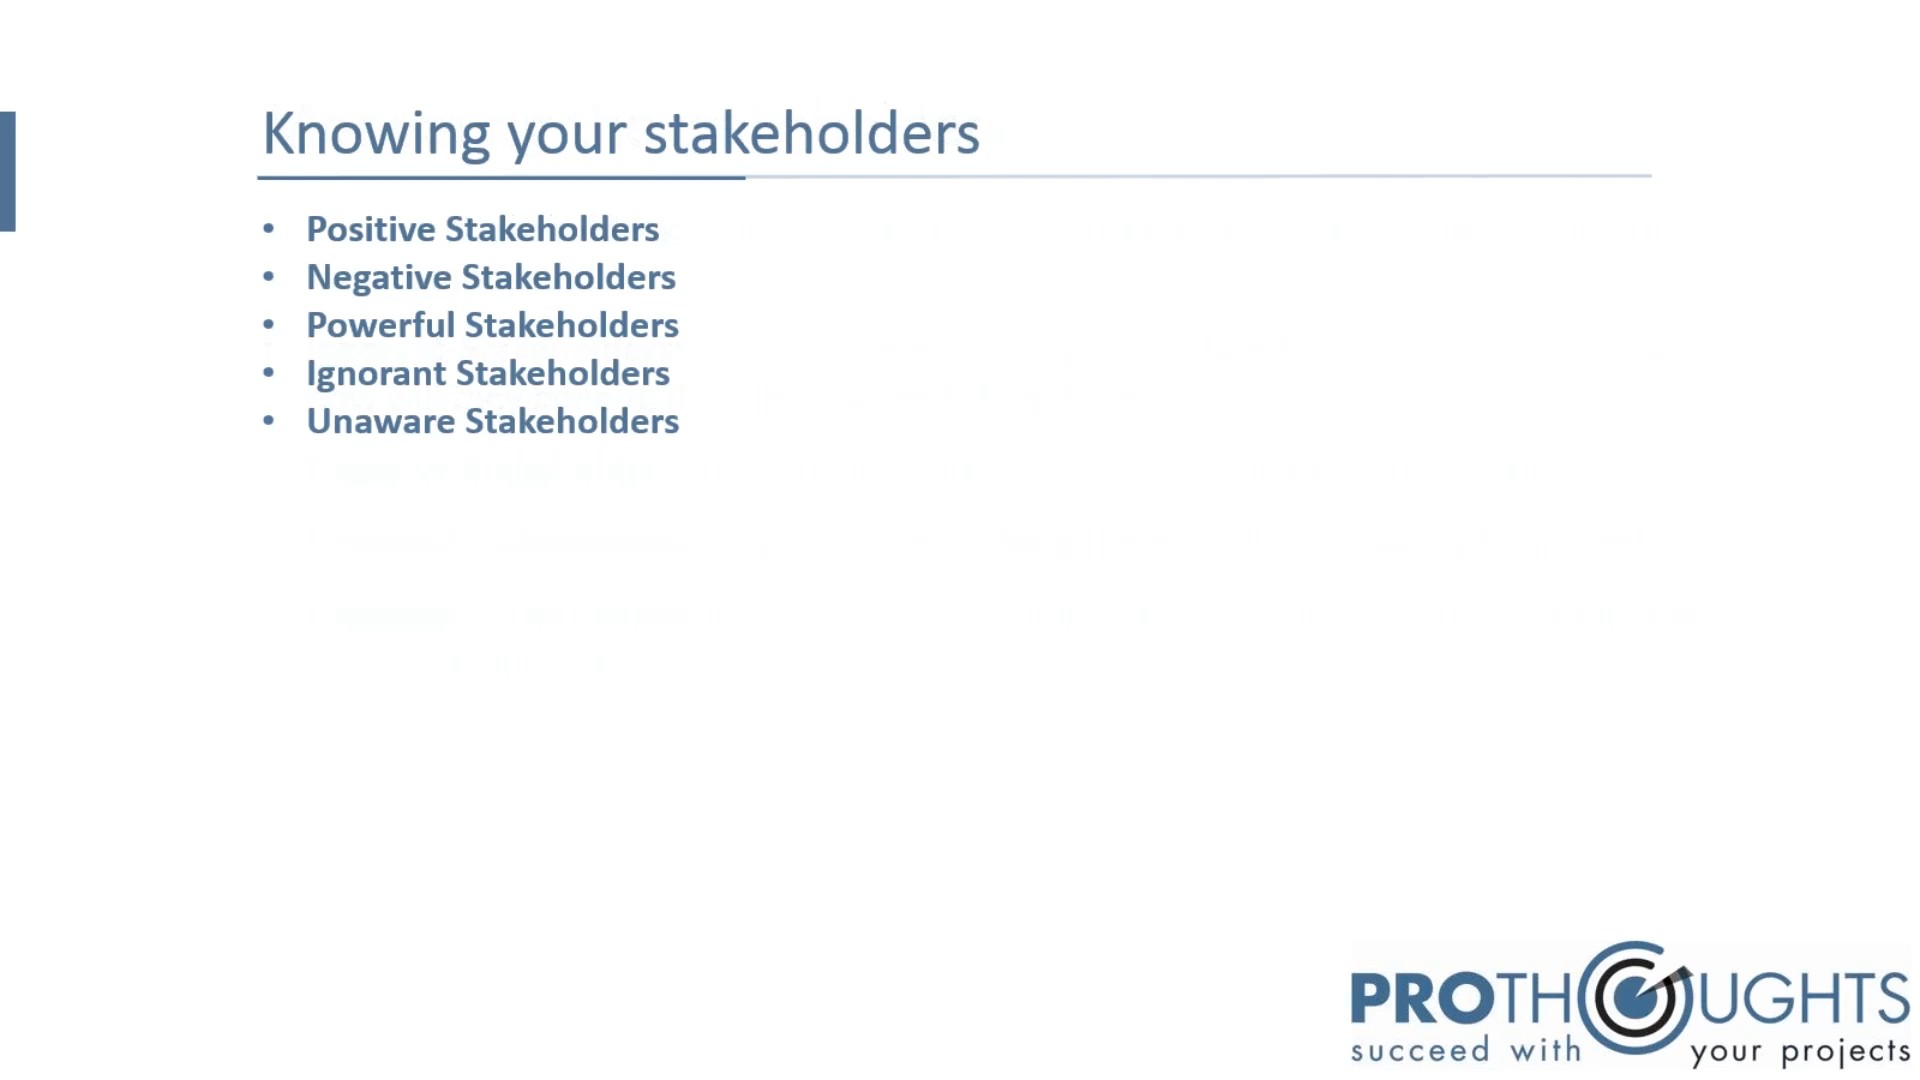 Knowing your stakeholders
• Positive Stakeholders
• Negative Stakeholders
• Powerful Stakeholders
• Ignorant Stakeholders
• Unaware Stakeholders
PROTHOUGHTS
succeed with your projects